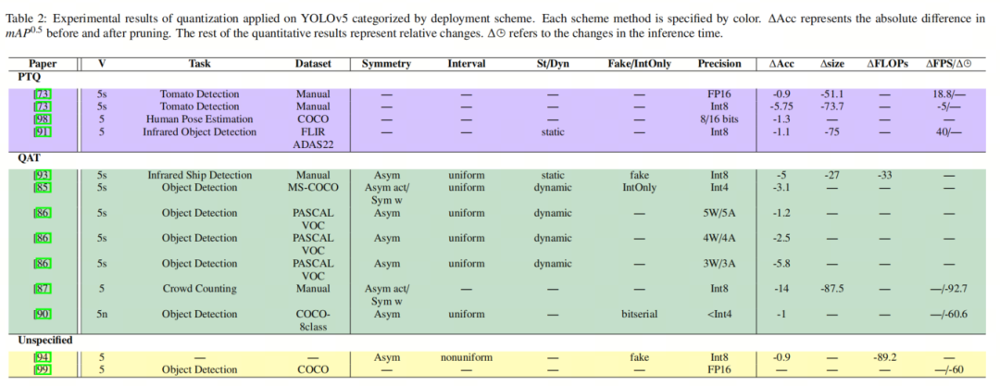 Table 2: Experimental results of quantization applied on YOLOv5 categorized by deployment scheme. Each scheme method is specified by color. ΔAcc represents the absolute difference in
mAP^0.5 before and after pruning. The rest of the quantitative results represent relative changes. Δ◷ refers to the changes in the inference time.
Paper V Task Dataset Symmetry Interval St/Dyn Fake/IntOnly Precision ΔAcc Δsize ΔFLOPs ΔFPS/Δ◷
PTQ
[73] 5s Tomato Detection Manual — — — — FP16 -0.9 -51.1 — 18.8/—
[73] 5s Tomato Detection Manual — — — — Int8 -5.75 -73.7 — -5/—
[98] 5 Human Pose Estimation COCO — — — — 8/16 bits -1.3 — — —
[91] 5 Infrared Object Detection FLIR — — static — Int8 -1.1 -75 — 40/—
ADAS22
QAT
[93] 5s Infrared Ship Detection Manual Asym uniform static fake Int8 -5 -27 -33 —
[85] 5s Object Detection MS-COCO Asym act/ uniform dynamic IntOnly Int4 -3.1 — — —
Sym w
[86] 5s Object Detection PASCAL Asym uniform dynamic — 5W/5A -1.2 — — —
VOC
[86] 5s Object Detection PASCAL Asym uniform dynamic — 4W/4A -2.5 — — —
VOC
[86] 5s Object Detection PASCAL Asym uniform dynamic — 3W/3A -5.8 — — —
VOC
[87] 5 Crowd Counting Manual Asym act/ — — — Int8 -14 -87.5 — —/-92.7
Sym w
[90] 5n Object Detection COCO- Asym uniform — bitserial <Int4 -1 — — —/-60.6
8class
Unspecified
[94] 5 — — Asym nonuniform — fake Int8 -0.9 — -89.2 —
[99] 5 Object Detection COCO — — — — FP16 — — — —/-60